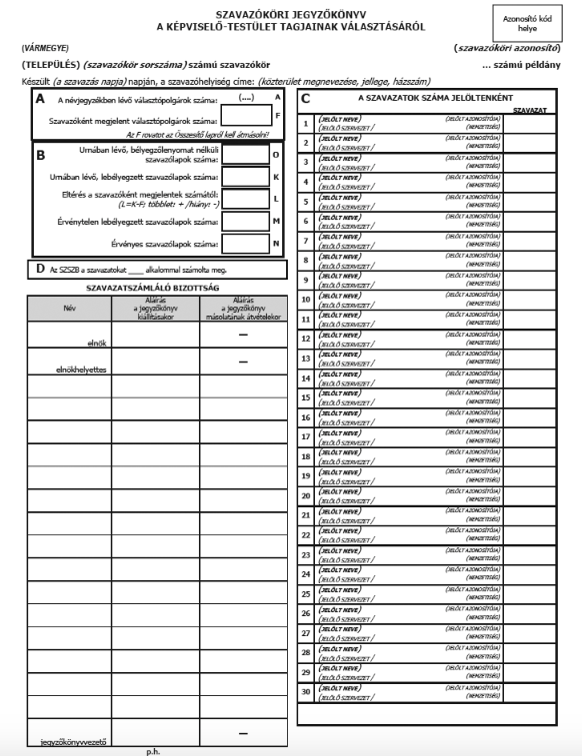 SZAVAZÓKÖRI JEGYZŐKÖNYV
A KÉPVISELŐ-TESTÜLET TAGJAINAK VÁLASZTÁSÁRÓL
Azonosító kód
helye
(VÁRMEGYE)
(szavazóköri azonosító)
(TELEPÜLÉS) (szavazókör sorszáma) számú szavazókör
... számú példány
Készült (a szavazás napja) napján, a szavazóhelyiség címe: (közterület megnevezése, jellege, házszám)
A
A névjegyzékben lévő választópolgárok száma: (....) A
Szavazóként megjelent választópolgárok száma: F
Az F rovatot az Összesítő lapról kell átmásolni!
B
Urnában lévő, bélyegzőlenyomat nélküli
szavazólapok száma: O
Urnában lévő, lebélyegzett szavazólapok száma: K
Eltérés a szavazóként megjelentek számától:
(L=K-F; többlet: + /hiány: -) L
Érvénytelen lebélyegzett szavazólapok száma: M
Érvényes szavazólapok száma: N
D Az SZSZB a szavazatokat ____ alkalommal számolta meg.
SZAVAZATSZÁMLÁLÓ BIZOTTSÁG
Név
Aláírás
a jegyzőkönyv
kiállításakor
Aláírás
a jegyzőkönyv
másolatának átvételekor
elnök —
elnökhelyettes —
jegyzőkönyvvezető —
p.h.
C A SZAVAZATOK SZÁMA JELÖLTENKÉNT
SZAVAZAT
1 (JELÖLT NEVE) (JELÖLT AZONOSÍTÓJA)
(JELÖLŐ SZERVEZET / (NEMZETISÉG)
2 (JELÖLT NEVE) (JELÖLT AZONOSÍTÓJA)
(JELÖLŐ SZERVEZET / (NEMZETISÉG)
3 (JELÖLT NEVE) (JELÖLT AZONOSÍTÓJA)
(JELÖLŐ SZERVEZET / (NEMZETISÉG)
4 (JELÖLT NEVE) (JELÖLT AZONOSÍTÓJA)
(JELÖLŐ SZERVEZET / (NEMZETISÉG)
5 (JELÖLT NEVE) (JELÖLT AZONOSÍTÓJA)
(JELÖLŐ SZERVEZET / (NEMZETISÉG)
6 (JELÖLT NEVE) (JELÖLT AZONOSÍTÓJA)
(JELÖLŐ SZERVEZET / (NEMZETISÉG)
7 (JELÖLT NEVE) (JELÖLT AZONOSÍTÓJA)
(JELÖLŐ SZERVEZET / (NEMZETISÉG)
8 (JELÖLT NEVE) (JELÖLT AZONOSÍTÓJA)
(JELÖLŐ SZERVEZET / (NEMZETISÉG)
9 (JELÖLT NEVE) (JELÖLT AZONOSÍTÓJA)
(JELÖLŐ SZERVEZET / (NEMZETISÉG)
10 (JELÖLT NEVE) (JELÖLT AZONOSÍTÓJA)
(JELÖLŐ SZERVEZET / (NEMZETISÉG)
11 (JELÖLT NEVE) (JELÖLT AZONOSÍTÓJA)
(JELÖLŐ SZERVEZET / (NEMZETISÉG)
12 (JELÖLT NEVE) (JELÖLT AZONOSÍTÓJA)
(JELÖLŐ SZERVEZET / (NEMZETISÉG)
13 (JELÖLT NEVE) (JELÖLT AZONOSÍTÓJA)
(JELÖLŐ SZERVEZET / (NEMZETISÉG)
14 (JELÖLT NEVE) (JELÖLT AZONOSÍTÓJA)
(JELÖLŐ SZERVEZET / (NEMZETISÉG)
15 (JELÖLT NEVE) (JELÖLT AZONOSÍTÓJA)
(JELÖLŐ SZERVEZET / (NEMZETISÉG)
16 (JELÖLT NEVE) (JELÖLT AZONOSÍTÓJA)
(JELÖLŐ SZERVEZET / (NEMZETISÉG)
17 (JELÖLT NEVE) (JELÖLT AZONOSÍTÓJA)
(JELÖLŐ SZERVEZET / (NEMZETISÉG)
18 (JELÖLT NEVE) (JELÖLT AZONOSÍTÓJA)
(JELÖLŐ SZERVEZET / (NEMZETISÉG)
19 (JELÖLT NEVE) (JELÖLT AZONOSÍTÓJA)
(JELÖLŐ SZERVEZET / (NEMZETISÉG)
20 (JELÖLT NEVE) (JELÖLT AZONOSÍTÓJA)
(JELÖLŐ SZERVEZET / (NEMZETISÉG)
21 (JELÖLT NEVE) (JELÖLT AZONOSÍTÓJA)
(JELÖLŐ SZERVEZET / (NEMZETISÉG)
22 (JELÖLT NEVE) (JELÖLT AZONOSÍTÓJA)
(JELÖLŐ SZERVEZET / (NEMZETISÉG)
23 (JELÖLT NEVE) (JELÖLT AZONOSÍTÓJA)
(JELÖLŐ SZERVEZET / (NEMZETISÉG)
24 (JELÖLT NEVE) (JELÖLT AZONOSÍTÓJA)
(JELÖLŐ SZERVEZET / (NEMZETISÉG)
25 (JELÖLT NEVE) (JELÖLT AZONOSÍTÓJA)
(JELÖLŐ SZERVEZET / (NEMZETISÉG)
26 (JELÖLT NEVE) (JELÖLT AZONOSÍTÓJA)
(JELÖLŐ SZERVEZET / (NEMZETISÉG)
27 (JELÖLT NEVE) (JELÖLT AZONOSÍTÓJA)
(JELÖLŐ SZERVEZET / (NEMZETISÉG)
28 (JELÖLT NEVE) (JELÖLT AZONOSÍTÓJA)
(JELÖLŐ SZERVEZET / (NEMZETISÉG)
29 (JELÖLT NEVE) (JELÖLT AZONOSÍTÓJA)
(JELÖLŐ SZERVEZET / (NEMZETISÉG)
30 (JELÖLT NEVE) (JELÖLT AZONOSÍTÓJA)
(JELÖLŐ SZERVEZET / (NEMZETISÉG)